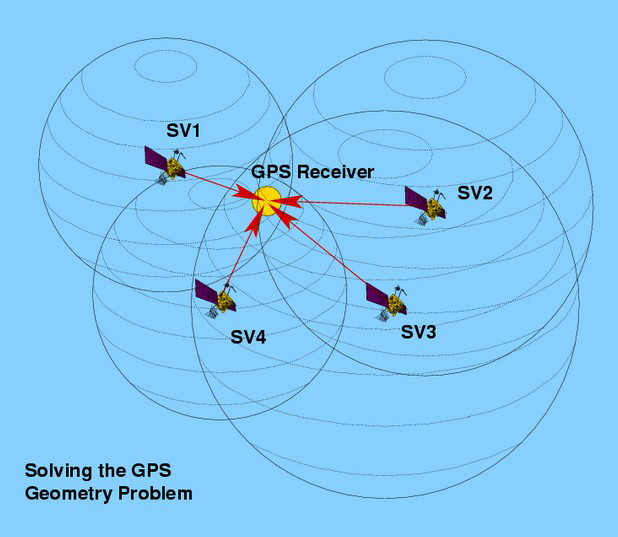 SV1
GPS Receiver
SV2
SV4
SV3
Solving the GPS
Geometry Problem